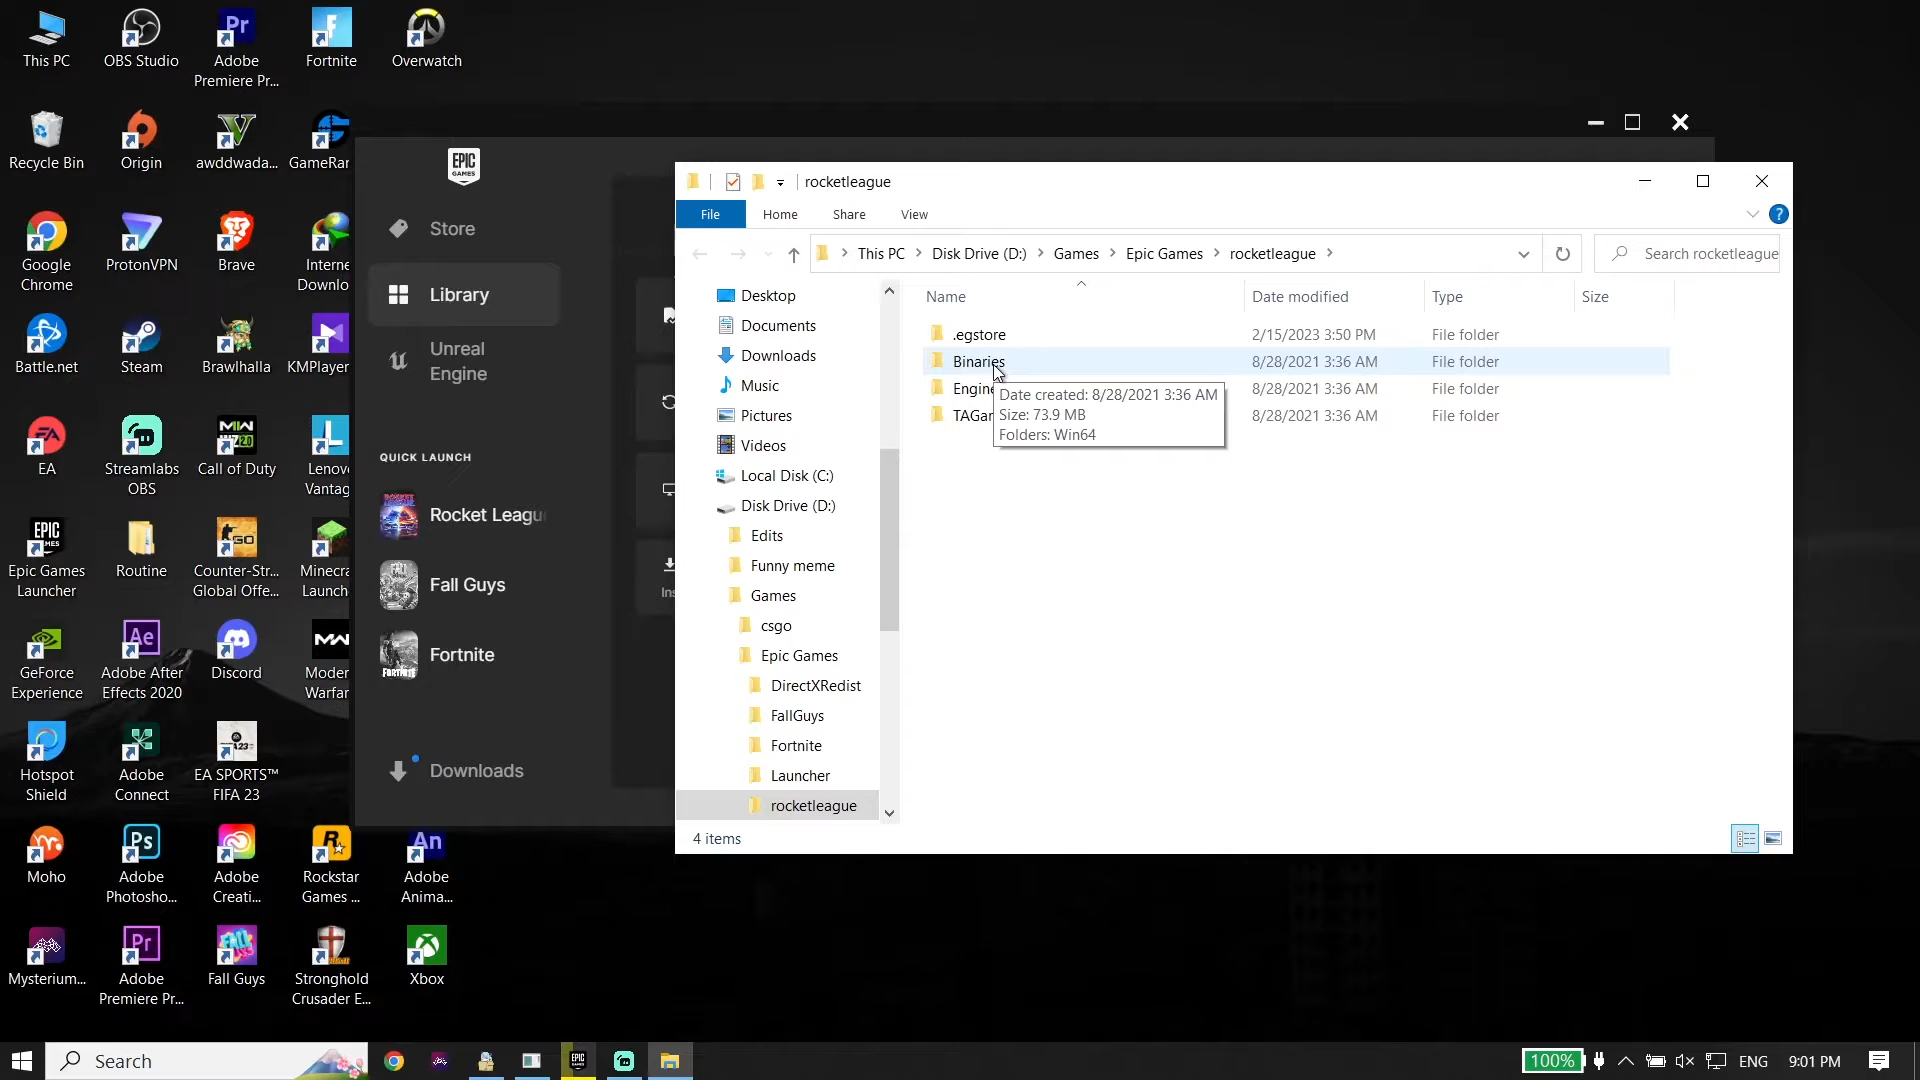 This PC
OBS Studio
Adobe
Premiere Pr...
Fortnite
Overwatch
Recycle Bin
Origin
awddwada...
GameRan
Google
Chrome
ProtonVPN
Brave
Interne
Downlo
Battle.net
Steam
Brawlhalla
KMPlayer
EA
Streamlabs
OBS
Call of Duty
Lenov
Vantag
Epic Games
Launcher
Routine
Counter-Str...
Global Offe...
Minecra
Launch
GeForce
Experience
Adobe After
Effects 2020
Discord
Moder
Warfar
Hotspot
Shield
Adobe
Connect
EA SPORTS™
FIFA 23
Moho
Adobe
Photosho...
Adobe
Creati...
Rockstar
Games ...
Adobe
Anima...
Mysterium...
Adobe
Premiere Pr...
Fall Guys
Stronghold
Crusader E...
Xbox
EPIC
GAMES
Store
Library
Unreal
Engine
QUICK LAUNCH
Rocket Leagu
Fall Guys
Fortnite
Downloads
Ins
rocketleague
File
Home
Share
View
This PC
Disk Drive (D:)
Games
Epic Games
rocketleague
Search rocketleague
Desktop
Documents
Downloads
Music
Pictures
Videos
Local Disk (C:)
Disk Drive (D:)
Edits
Funny meme
Games
csgo
Epic Games
DirectXRedist
FallGuys
Fortnite
Launcher
rocketleague
Name
Date modified
Type
Size
.egstore
2/15/2023 3:50 PM
File folder
Binaries
8/28/2021 3:36 AM
File folder
Engine
8/28/2021 3:36 AM
File folder
TAGam
8/28/2021 3:36 AM
File folder
Date created: 8/28/2021 3:36 AM
Size: 73.9 MB
Folders: Win64
4 items
Search
100%
ENG
9:01 PM